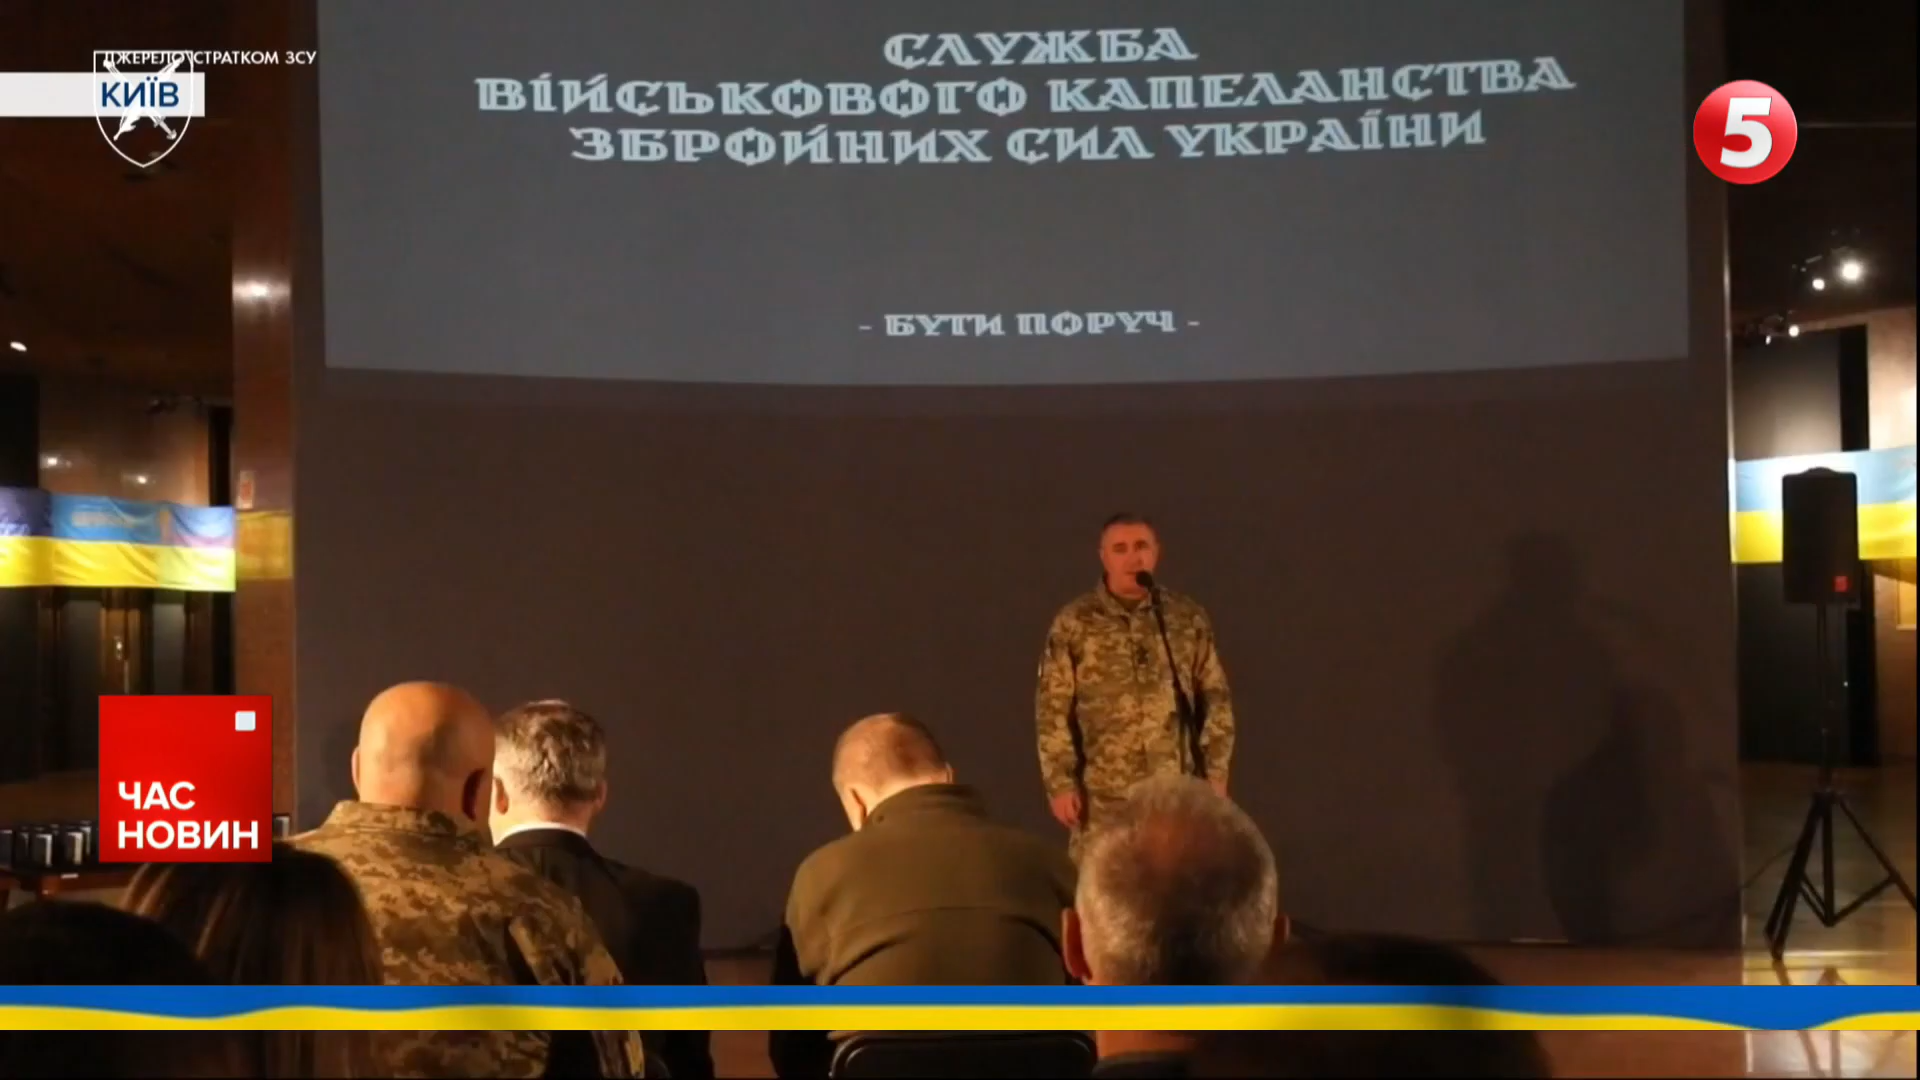 ДЖЕРЕЛО СТРАТКОМ ЗСУ
КИЇВ
СЛУЖБА
ВІЙСЬКОВОГО КАПЕЛАНСТВА
ЗБРОЙНИХ СИЛ УКРАЇНИ
- БУТИ ПОРУЧ -
5
ЧАС
НОВИН